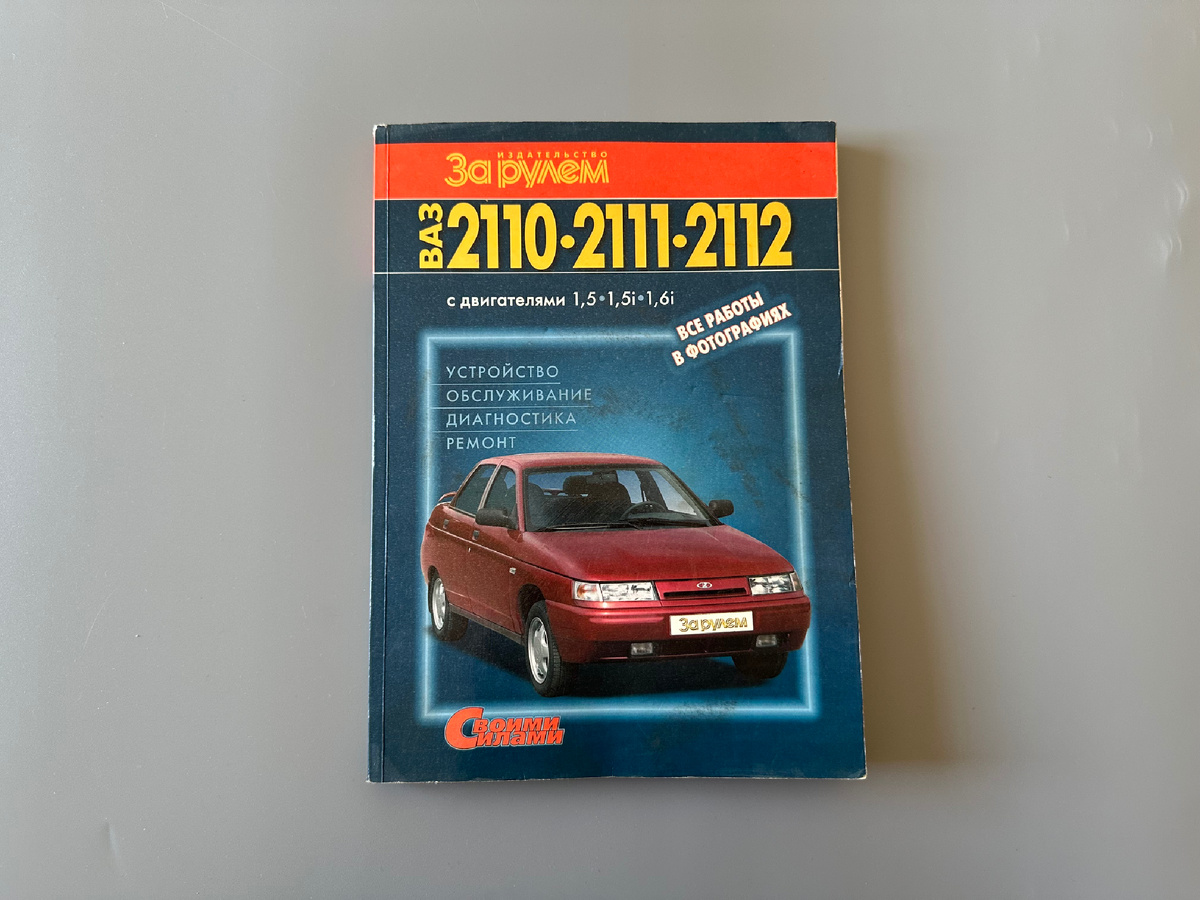 ИЗДАТЕЛЬСТВО
За рулем
ВАЗ 2110•2111•2112
с двигателями 1,5•1,5i•1,6i
ВСЕ РАБОТЫ
В ФОТОГРАФИЯХ
УСТРОЙСТВО
ОБСЛУЖИВАНИЕ
ДИАГНОСТИКА
РЕМОНТ
За рулем
Своими
Силами